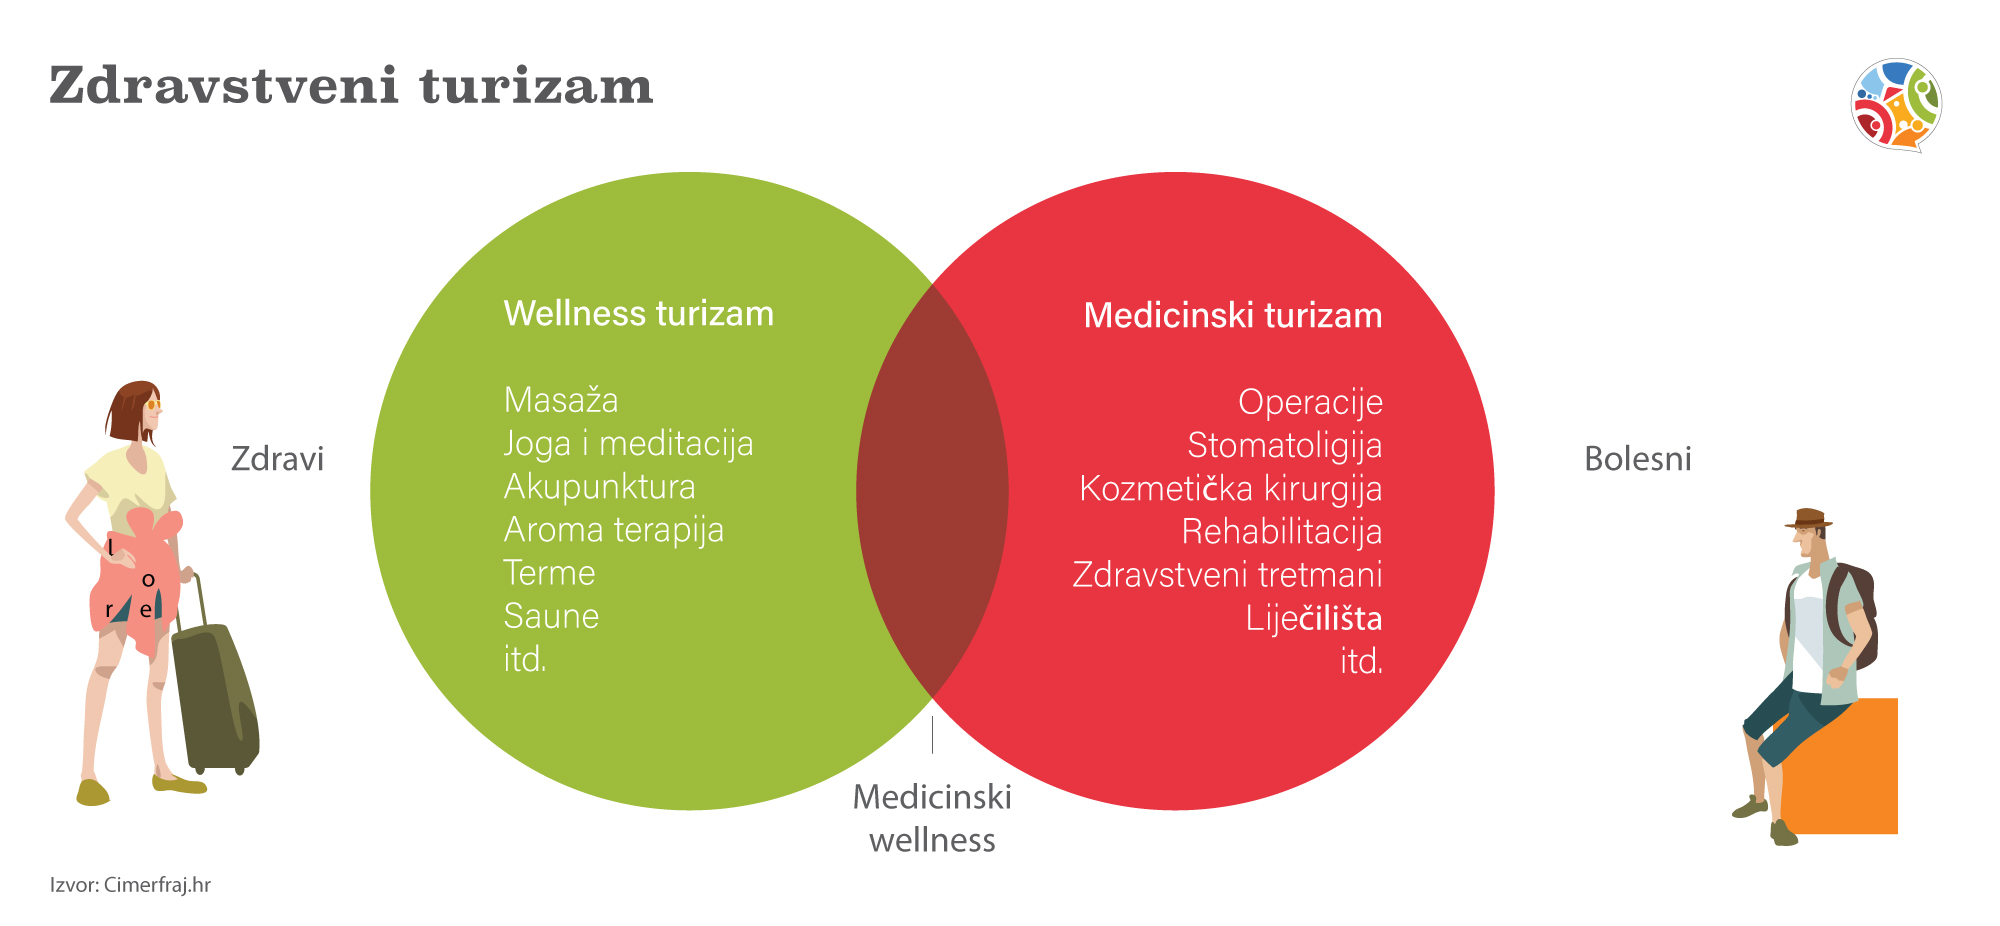 Zdravstveni turizam
Wellness turizam
Masaža
Joga i meditacija
Akupunktura
Aroma terapija
Terme
Saune
itd.
Medicinski turizam
Operacije
Stomatoligija
Kozmetička kirurgija
Rehabilitacija
Zdravstveni tretmani
Liječilišta
itd.
Zdravi
Bolesni
l
o
r e
Medicinski
wellness
Izvor: Cimerfraj.hr